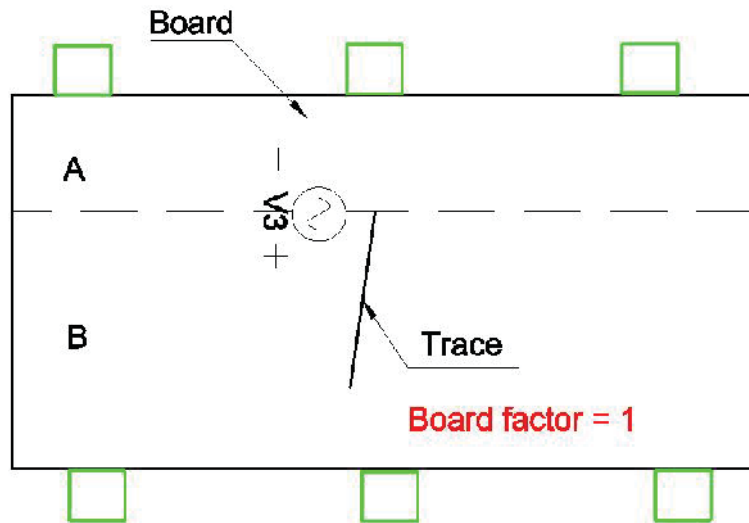 Board
A
−
V3
+
B
Trace
Board factor = 1